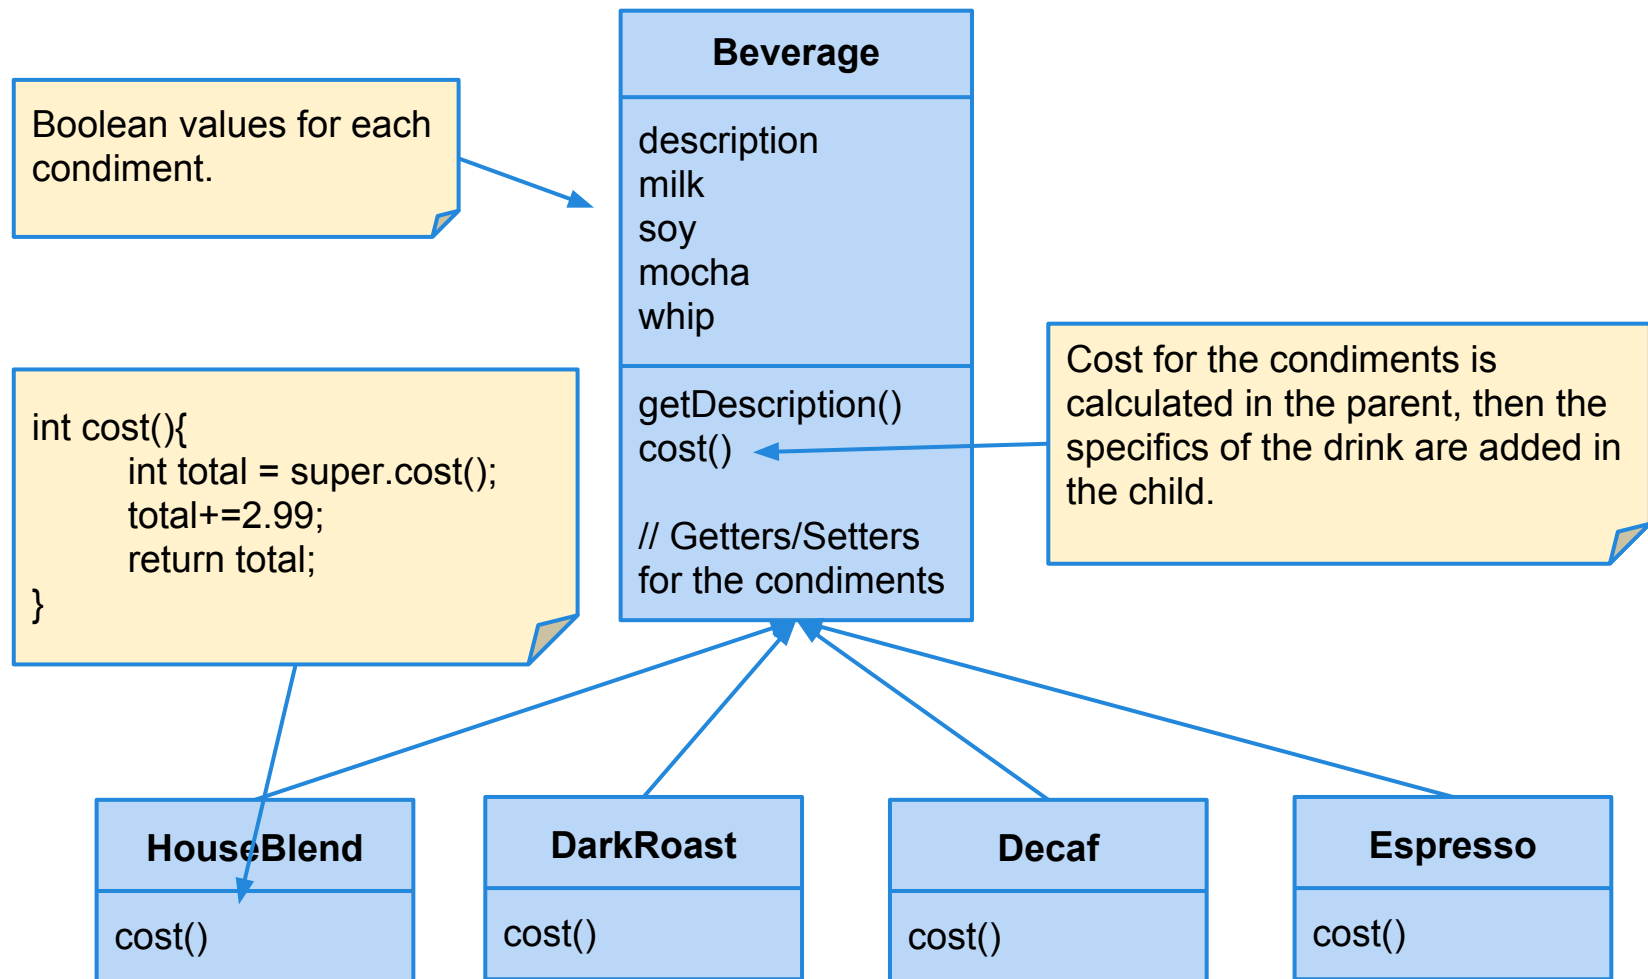 Beverage
description
milk
soy
mocha
whip
getDescription()
cost()
// Getters/Setters
for the condiments
Boolean values for each
condiment.
int cost(){
int total = super.cost();
total+=2.99;
return total;
}
Cost for the condiments is
calculated in the parent, then the
specifics of the drink are added in
the child.
HouseBlend
cost()
DarkRoast
cost()
Decaf
cost()
Espresso
cost()